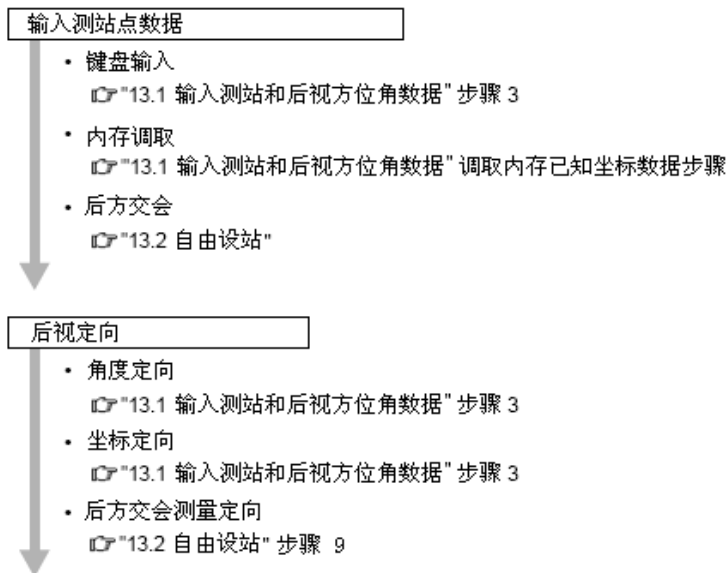 输入测站点数据
• 键盘输入
☞"13.1 输入测站和后视方位角数据" 步骤 3
• 内存调取
☞"13.1 输入测站和后视方位角数据" 调取内存已知坐标数据步骤
• 后方交会
☞"13.2 自由设站"
后视定向
• 角度定向
☞"13.1 输入测站和后视方位角数据" 步骤 3
• 坐标定向
☞"13.1 输入测站和后视方位角数据" 步骤 3
• 后方交会测量定向
☞"13.2 自由设站" 步骤 9